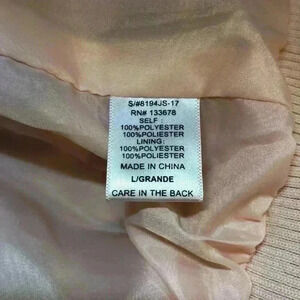 S/#8194JS-17
RN# 133678
SELF :
100%POLYESTER
100%POLIESTER
LINING:
100%POLYESTER
100%POLIESTER
MADE IN CHINA
L/GRANDE
CARE IN THE BACK